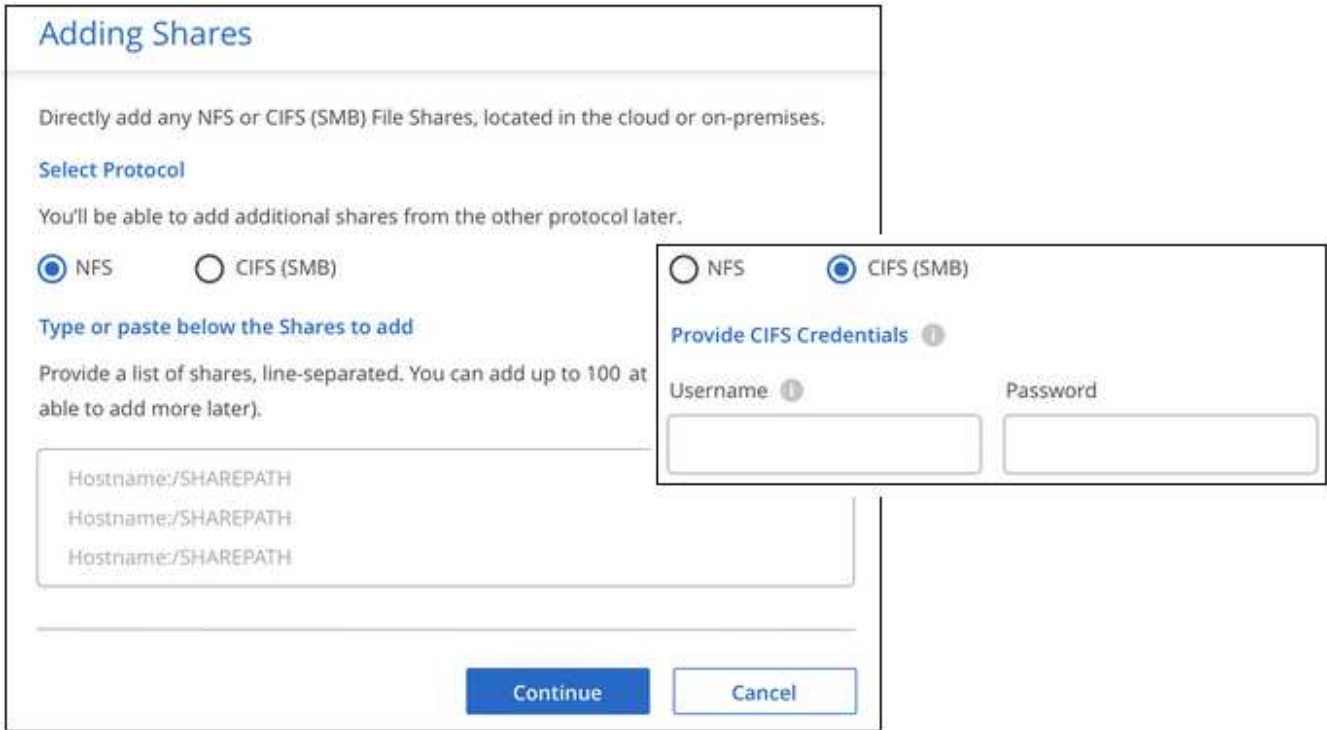 Adding Shares
Directly add any NFS or CIFS (SMB) File Shares, located in the cloud or on-premises.
Select Protocol
You'll be able to add additional shares from the other protocol later.
NFS CIFS (SMB)
Type or paste below the Shares to add
Provide a list of shares, line-separated. You can add up to 100 at
able to add more later).
Hostname:/SHAREPATH
Hostname:/SHAREPATH
Hostname:/SHAREPATH
Continue Cancel
NFS CIFS (SMB)
Provide CIFS Credentials
Username Password